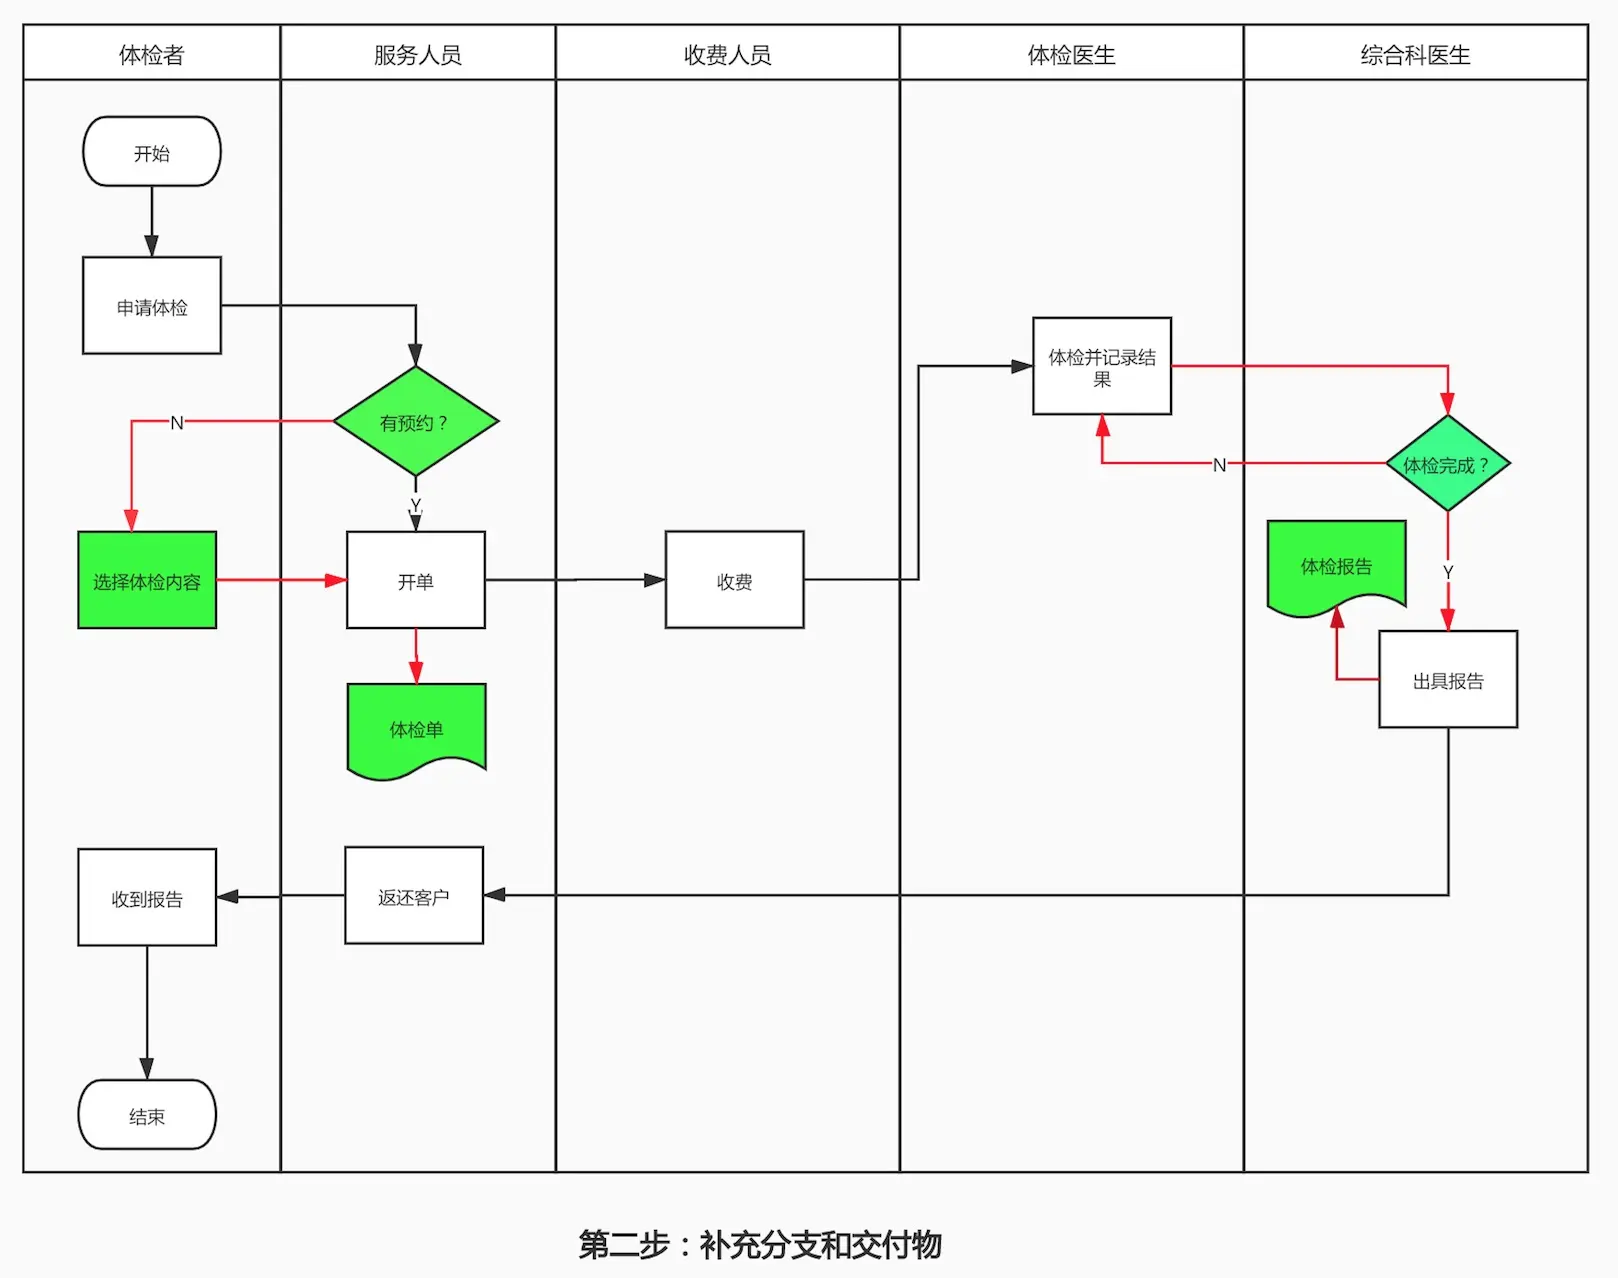 体检者
服务人员
收费人员
体检医生
综合科医生
开始
申请体检
有预约？
N
Y
选择体检内容
开单
收费
体检单
体检并记录结
果
体检完成？
N
Y
体检报告
出具报告
返还客户
收到报告
结束
第二步：补充分支和交付物